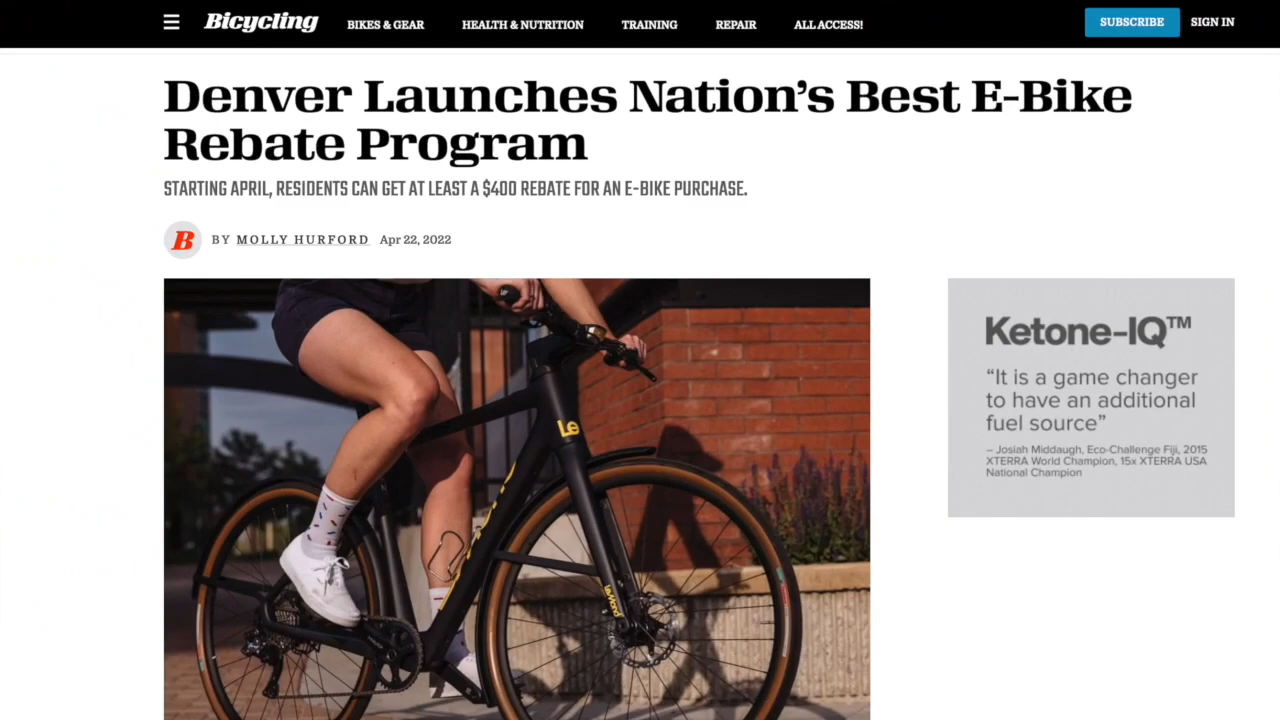 Bicycling
BIKES & GEAR
HEALTH & NUTRITION
TRAINING
REPAIR
ALL ACCESS!
SUBSCRIBE
SIGN IN
Denver Launches Nation's Best E-Bike
Rebate Program
STARTING APRIL, RESIDENTS CAN GET AT LEAST A $400 REBATE FOR AN E-BIKE PURCHASE.
B
BY MOLLY HURFORD Apr 22, 2022
Le
LeMond
Ketone-IQ™
“It is a game changer
to have an additional
fuel source”
– Josiah Middaugh, Eco-Challenge Fiji, 2015
XTERRA World Champion, 15x XTERRA USA
National Champion